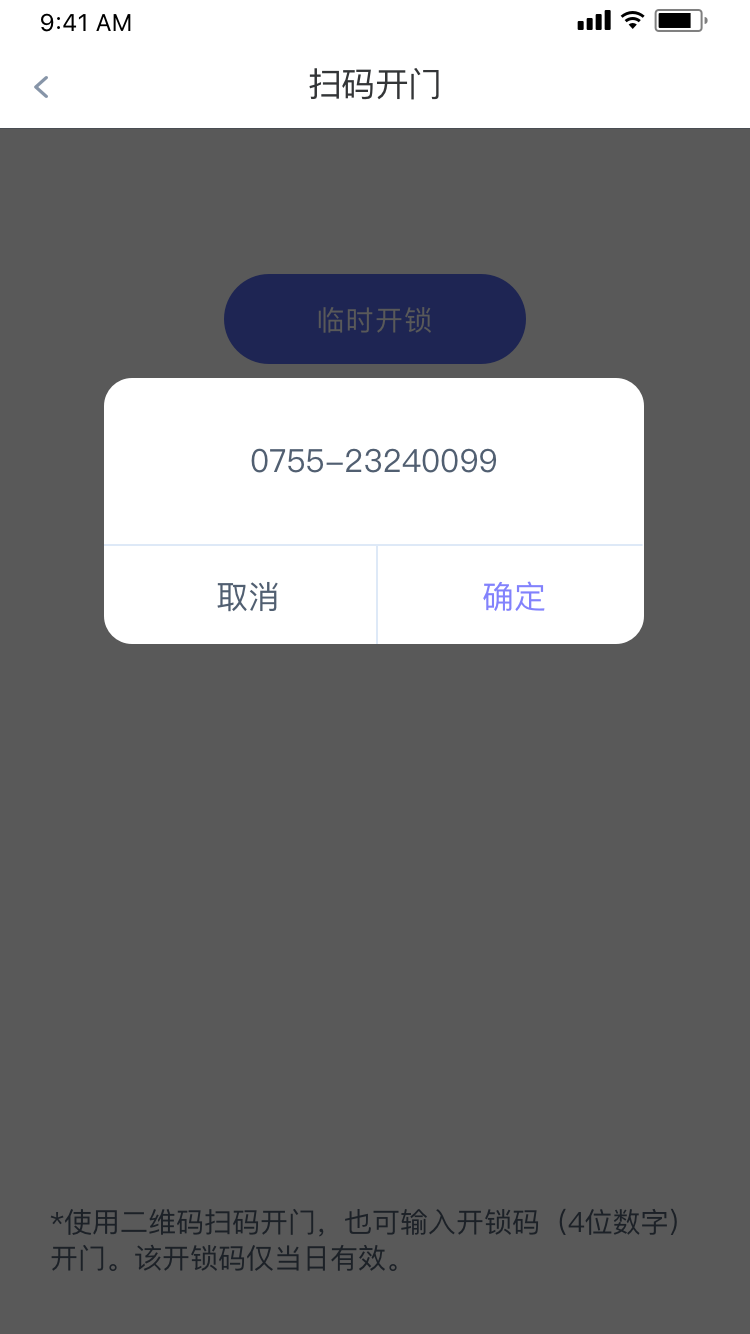 9:41 AM
扫码开门
临时开锁
0755-23240099
取消
确定
*使用二维码扫码开门，也可输入开锁码（4位数字）
开门。该开锁码仅当日有效。